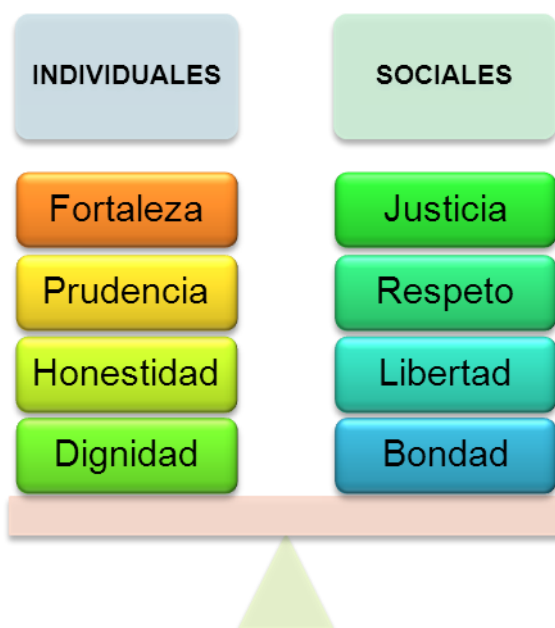 INDIVIDUALES
SOCIALES
Fortaleza
Justicia
Prudencia
Respeto
Honestidad
Libertad
Dignidad
Bondad